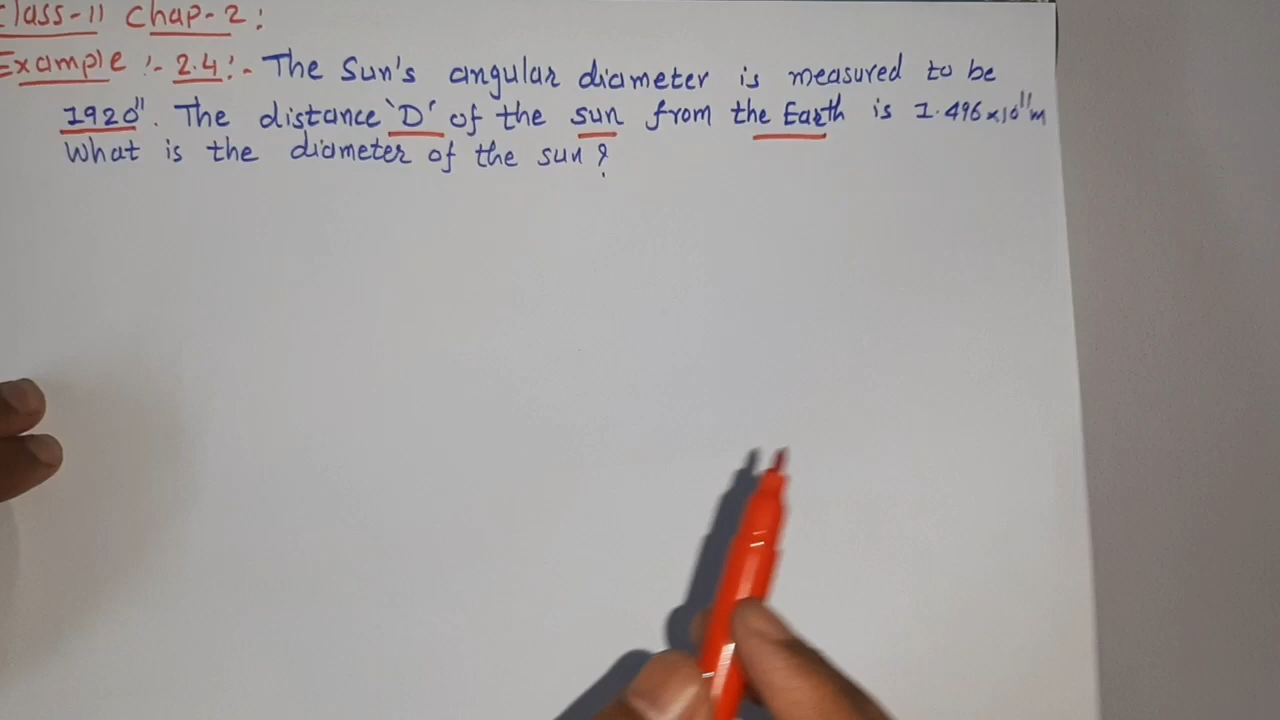 Class-11 Chap-2:
Example :- 2.4:- The Sun's angular diameter is measured to be
1920". The distance 'D' of the sun from the Earth is 1.496×10¹¹m
What is the diameter of the sun?